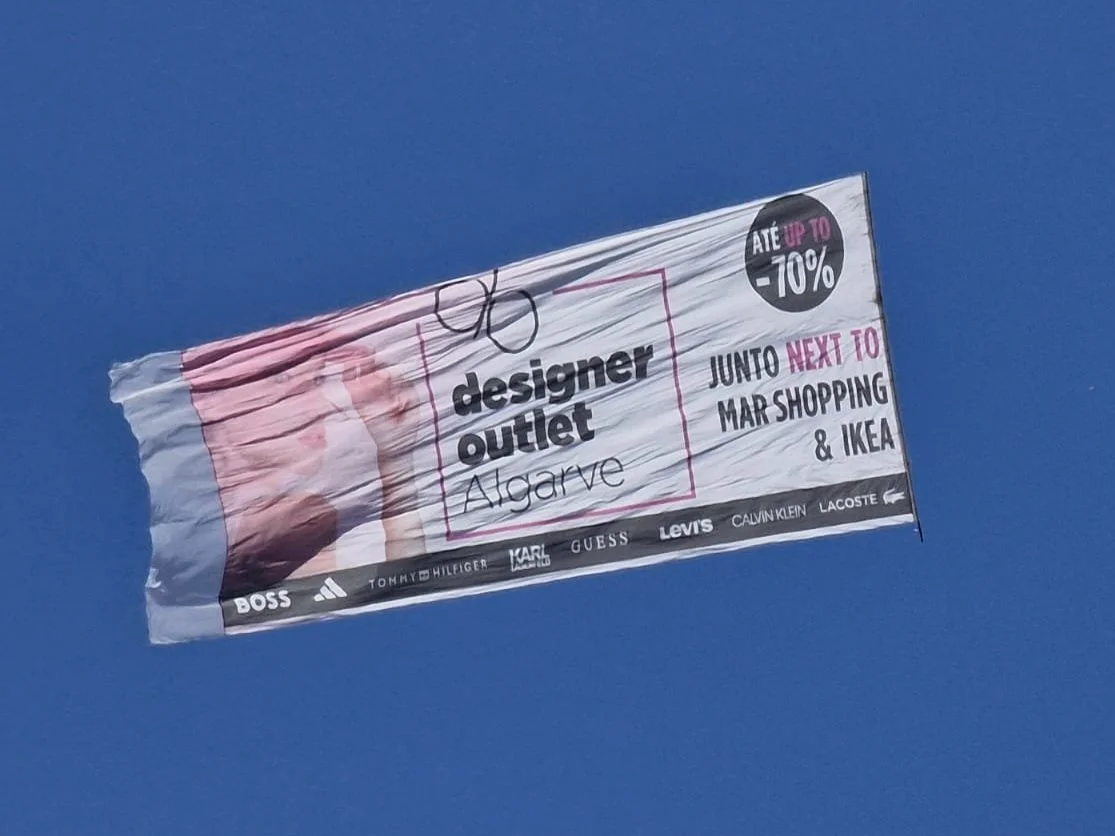 designer
outlet
Algarve
ATÉ UP TO
-70%
JUNTO NEXT TO
MAR SHOPPING
& IKEA
BOSS TOMMY HILFIGER KARL LAGERFELD GUESS LEVI'S CALVIN KLEIN LACOSTE